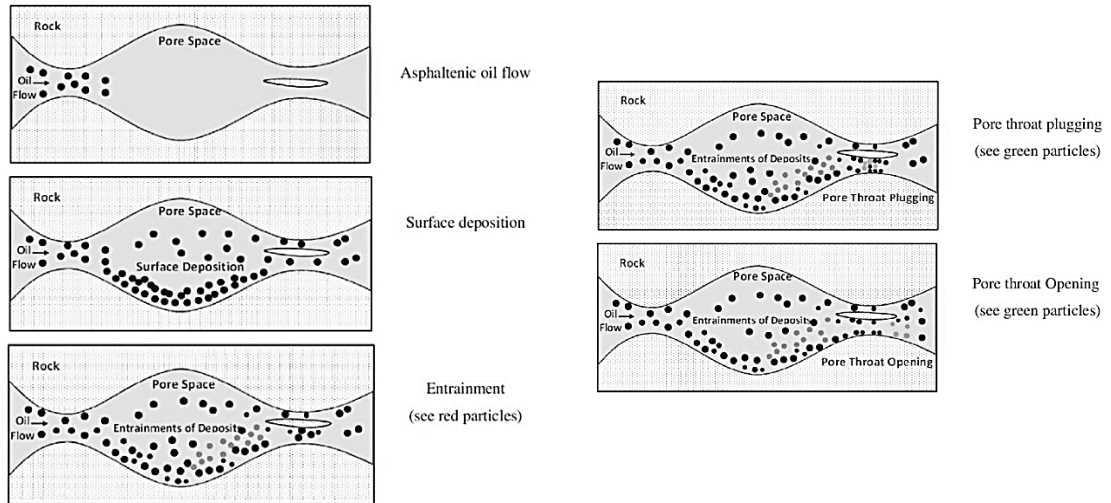 Rock
Pore Space
Oil
Flow
Asphaltenic oil flow
Rock
Pore Space
Oil
Flow
Surface Deposition
Surface deposition
Rock
Pore Space
Oil
Flow
Entrainments of Deposits
Entrainment
(see red particles)
Rock
Pore Space
Oil
Flow
Entrainments of Deposits
Pore Throat Plugging
Pore throat plugging
(see green particles)
Rock
Pore Space
Oil
Flow
Entrainments of Deposits
Pore Throat Opening
Pore throat Opening
(see green particles)